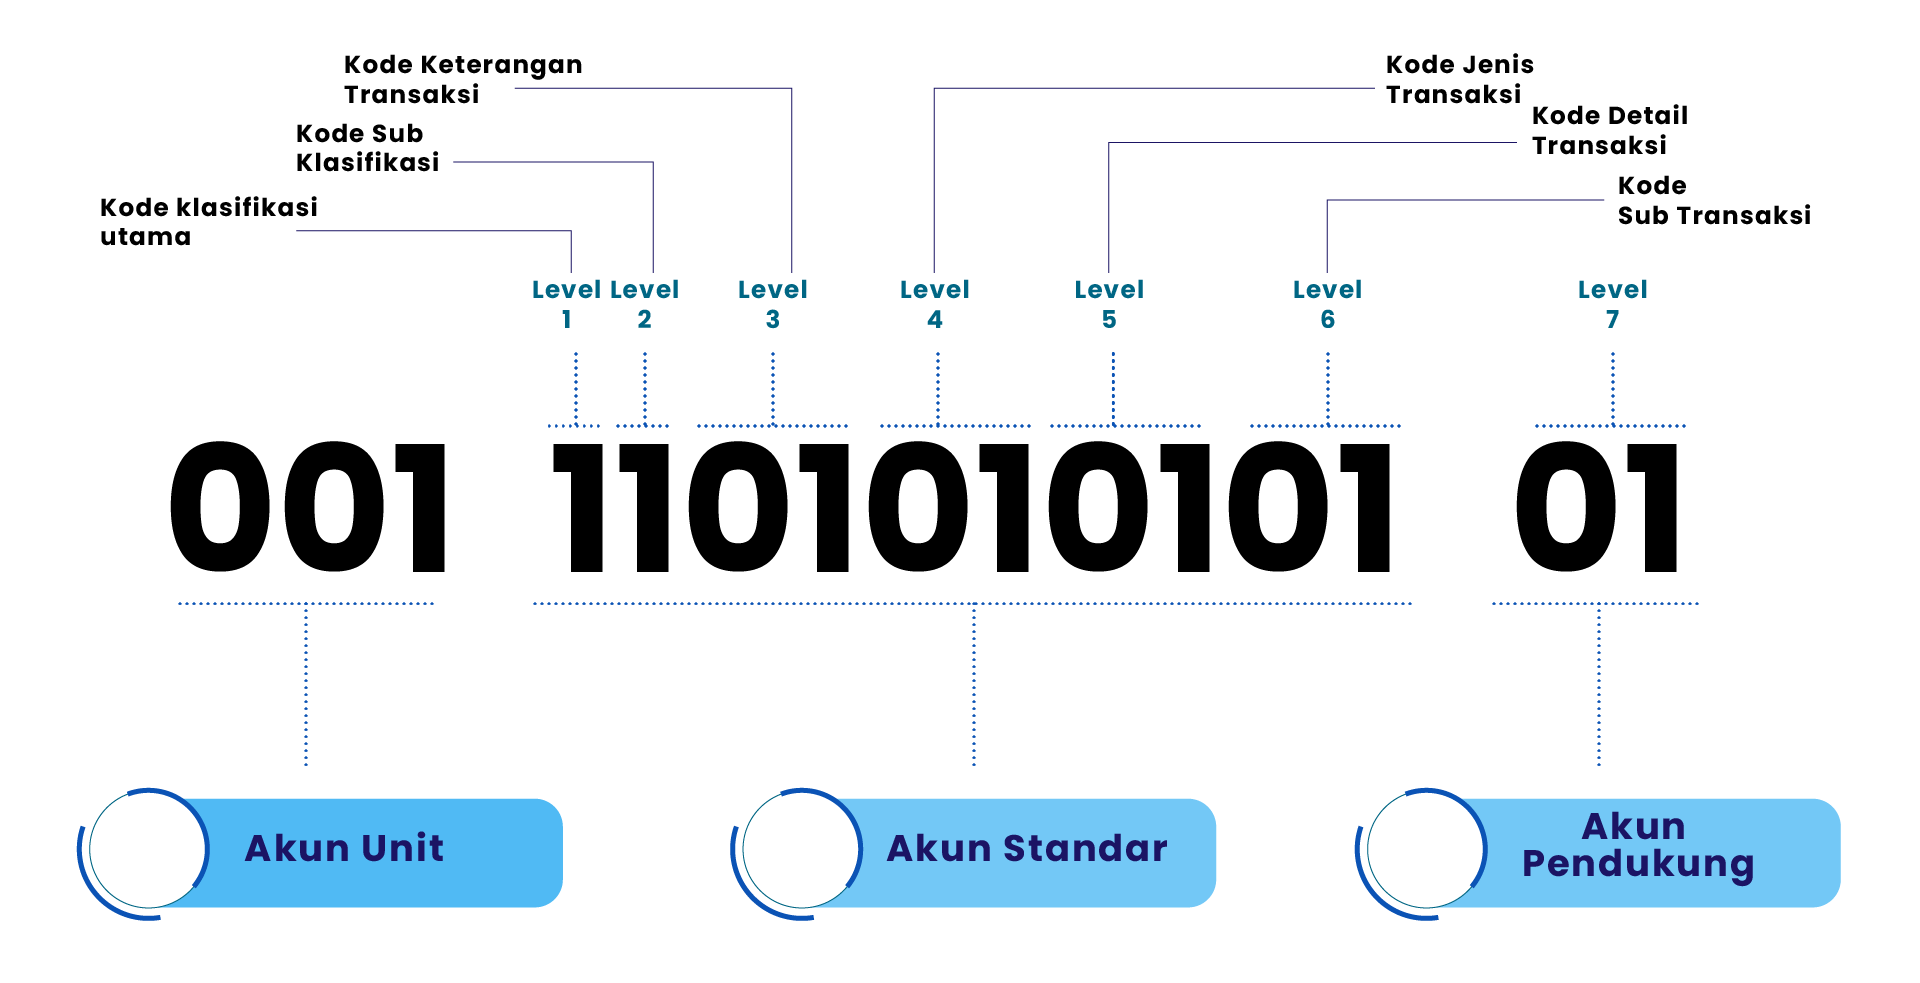 Kode Keterangan
Transaksi
Kode Jenis
Transaksi
Kode Detail
Transaksi
Kode Sub
Klasifikasi
Kode
Sub Transaksi
Kode klasifikasi
utama
Level
1
Level
2
Level
3
Level
4
Level
5
Level
6
Level
7
001
1101010101
01
Akun Unit
Akun Standar
Akun
Pendukung